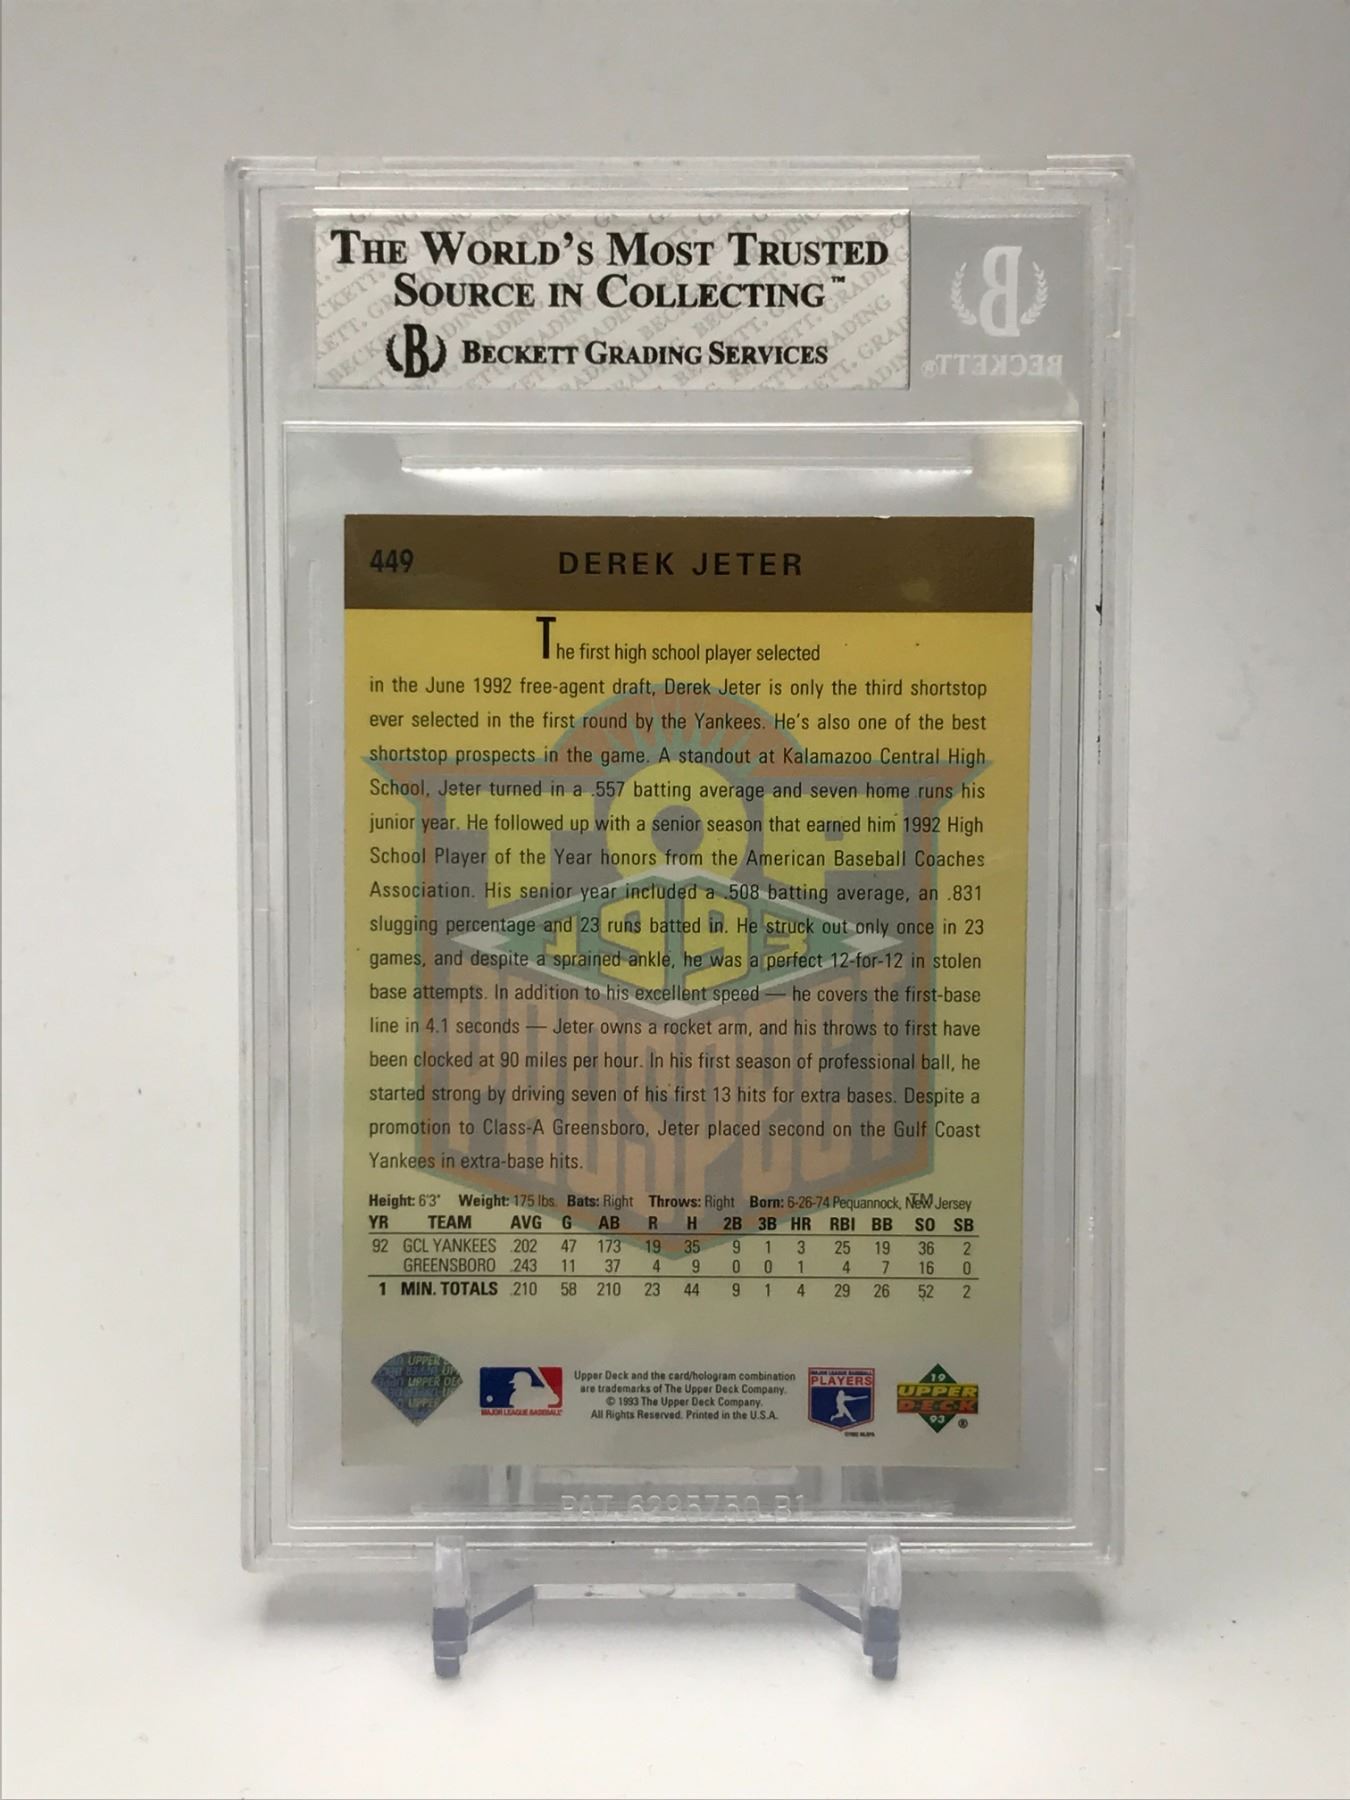 THE WORLD'S MOST TRUSTED
SOURCE IN COLLECTING™
B BECKETT GRADING SERVICES
B
BECKETT®
449 DEREK JETER
The first high school player selected
in the June 1992 free-agent draft, Derek Jeter is only the third shortstop
ever selected in the first round by the Yankees. He's also one of the best
shortstop prospects in the game. A standout at Kalamazoo Central High
School, Jeter turned in a .557 batting average and seven home runs his
junior year. He followed up with a senior season that earned him 1992 High
School Player of the Year honors from the American Baseball Coaches
Association. His senior year included a .508 batting average, an .831
slugging percentage and 23 runs batted in. He struck out only once in 23
games, and despite a sprained ankle, he was a perfect 12-for-12 in stolen
base attempts. In addition to his excellent speed — he covers the first-base
line in 4.1 seconds — Jeter owns a rocket arm, and his throws to first have
been clocked at 90 miles per hour. In his first season of professional ball, he
started strong by driving seven of his first 13 hits for extra bases. Despite a
promotion to Class-A Greensboro, Jeter placed second on the Gulf Coast
Yankees in extra-base hits.
TOP
1993
PROSPECT
TM
Height: 6'3" Weight: 175 lbs. Bats: Right Throws: Right Born: 6-26-74 Pequannock, New Jersey
YR TEAM AVG G AB R H 2B 3B HR RBI BB SO SB
92 GCL YANKEES .202 47 173 19 35 9 1 3 25 19 36 2
GREENSBORO .243 11 37 4 9 0 0 1 4 7 16 0
1 MIN. TOTALS .210 58 210 23 44 9 1 4 29 26 52 2
MAJOR LEAGUE BASEBALL
Upper Deck and the card/hologram combination
are trademarks of The Upper Deck Company.
© 1993 The Upper Deck Company.
All Rights Reserved. Printed in the U.S.A.
MAJOR LEAGUE BASEBALL
PLAYERS
19
UPPER
DECK
93 ®
PAT. 6295750 B1